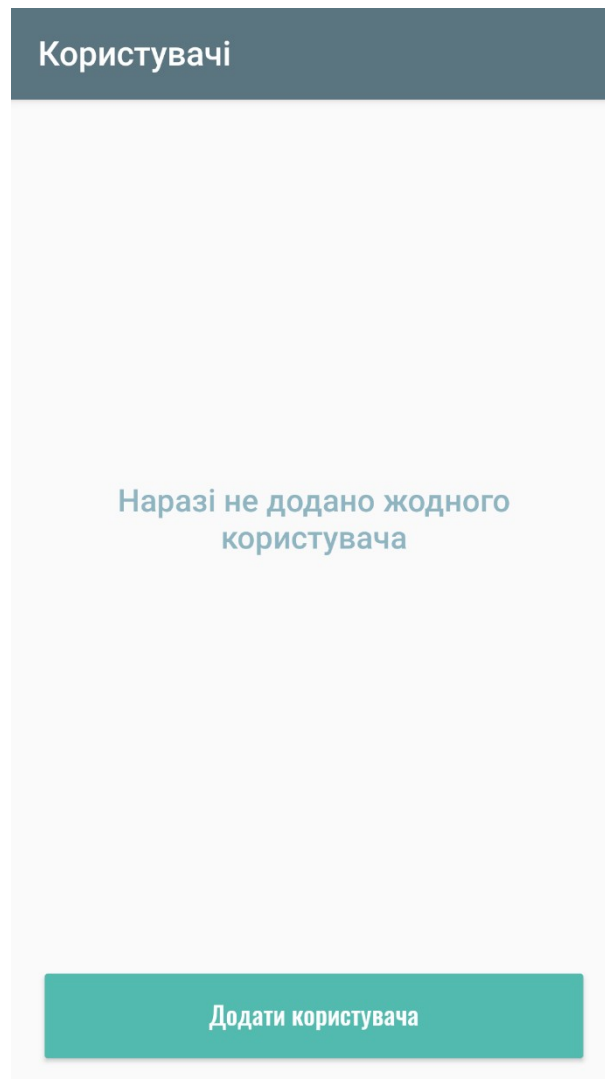 Користувачі
Наразі не додано жодного
користувача
Додати користувача